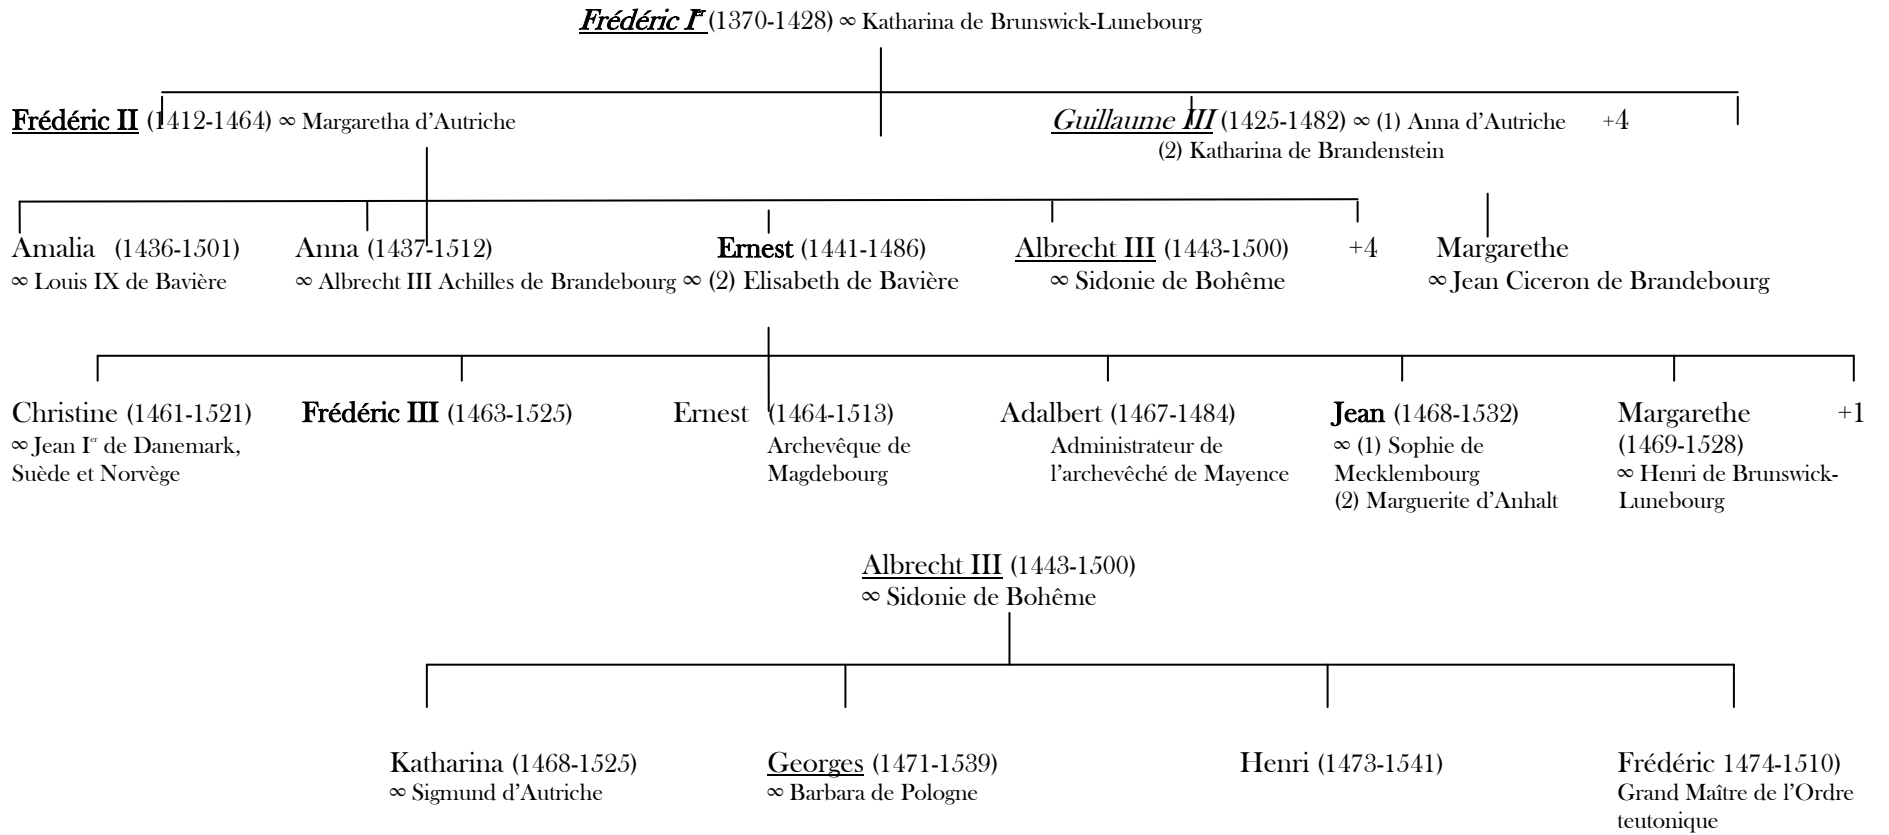 Frédéric Ier (1370-1428) ∞ Katharina de Brunswick-Lunebourg
Frédéric II (1412-1464) ∞ Margaretha d’Autriche
Guillaume III (1425-1482) ∞ (1) Anna d’Autriche +4
(2) Katharina de Brandenstein
Amalia (1436-1501) Anna (1437-1512) Ernest (1441-1486) Albrecht III (1443-1500) +4 Margarethe
∞ Louis IX de Bavière ∞ Albrecht III Achilles de Brandebourg ∞ (2) Elisabeth de Bavière ∞ Sidonie de Bohême ∞ Jean Ciceron de Brandebourg
Christine (1461-1521)
∞ Jean Ier de Danemark,
Suède et Norvège
Frédéric III (1463-1525)
Ernest (1464-1513)
Archevêque de
Magdebourg
Adalbert (1467-1484)
Administrateur de
l’archevêché de Mayence
Jean (1468-1532)
∞ (1) Sophie de
Mecklembourg
(2) Marguerite d’Anhalt
Margarethe
(1469-1528)
∞ Henri de Brunswick-
Lunebourg
+1
Albrecht III (1443-1500)
∞ Sidonie de Bohême
Katharina (1468-1525)
∞ Sigmund d’Autriche
Georges (1471-1539)
∞ Barbara de Pologne
Henri (1473-1541)
Frédéric 1474-1510)
Grand Maître de l’Ordre
teutonique